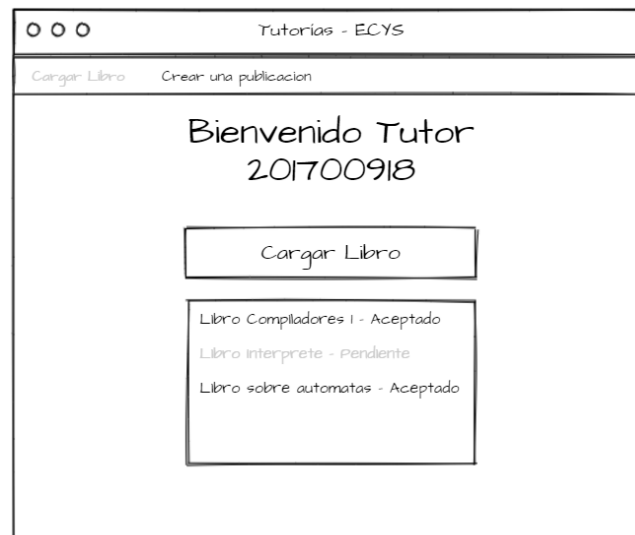 Tutorías - ECYS
Cargar Libro Crear una publicacion
Bienvenido Tutor
201700918
Cargar Libro
Libro Compiladores 1 - Aceptado
Libro Interprete - Pendiente
Libro sobre automatas - Aceptado